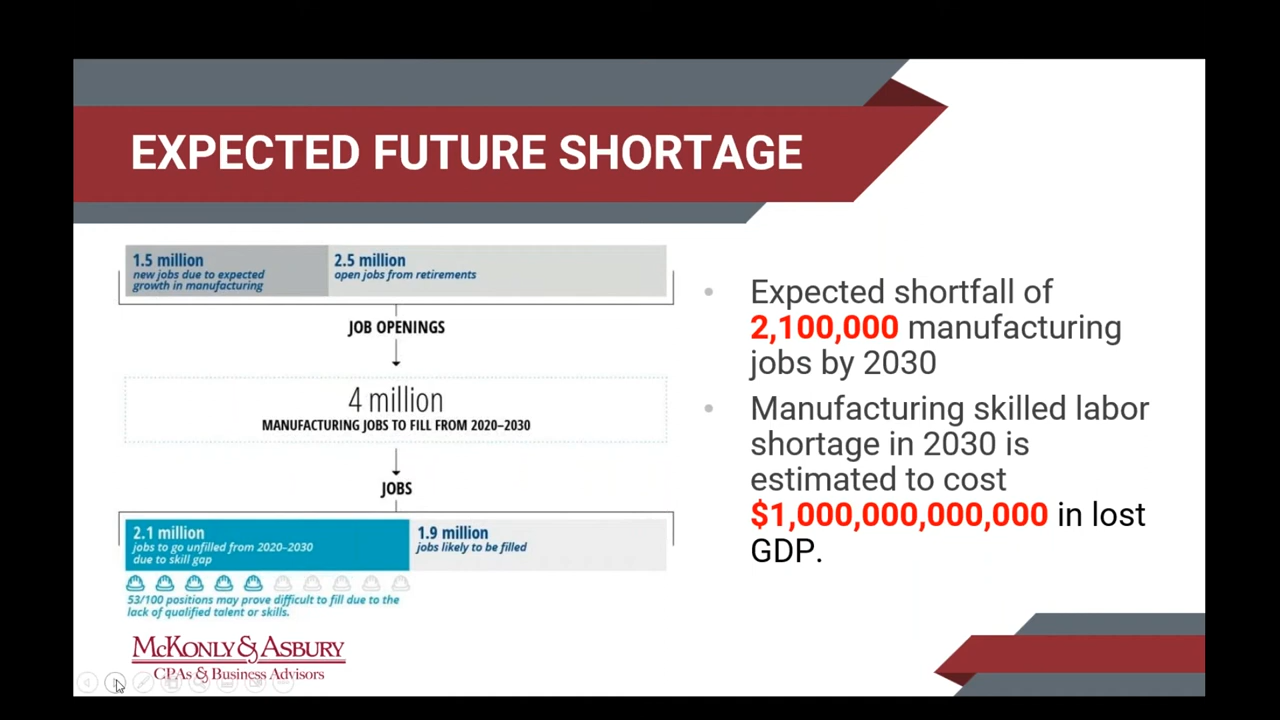 EXPECTED FUTURE SHORTAGE
1.5 million
new jobs due to expected
growth in manufacturing
2.5 million
open jobs from retirements
JOB OPENINGS
4 million
MANUFACTURING JOBS TO FILL FROM 2020–2030
JOBS
2.1 million
jobs to go unfilled from 2020–2030
due to skill gap
1.9 million
jobs likely to be filled
53/100 positions may prove difficult to fill due to the
lack of qualified talent or skills.
Expected shortfall of
2,100,000 manufacturing
jobs by 2030
Manufacturing skilled labor
shortage in 2030 is
estimated to cost
$1,000,000,000,000 in lost
GDP.
McKonly & Asbury
CPAs & Business Advisors